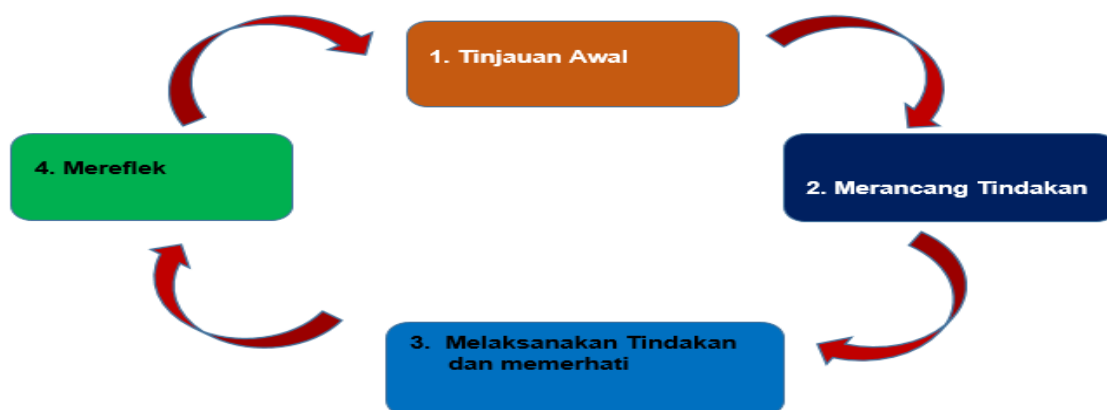 1. Tinjauan Awal
2. Merancang Tindakan
3. Melaksanakan Tindakan
dan memerhati
4. Mereflek